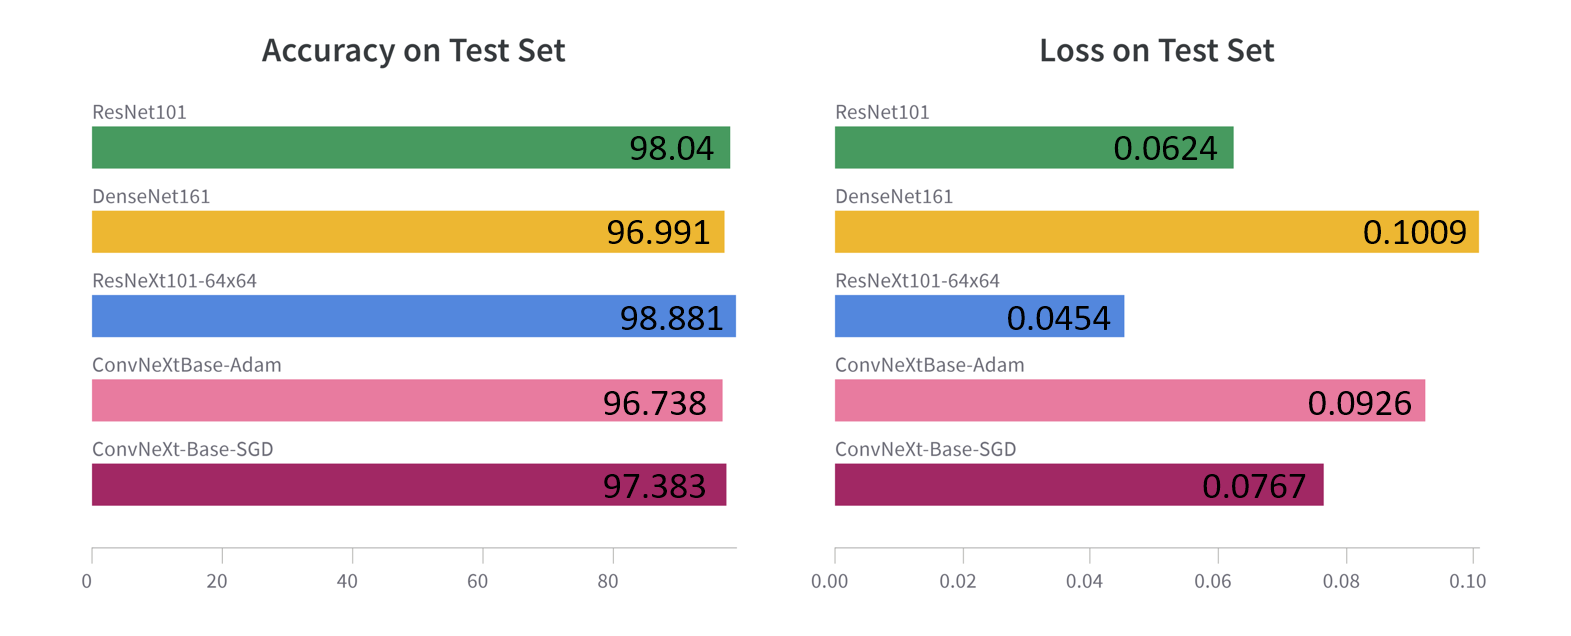 Accuracy on Test Set
ResNet101
98.04
DenseNet161
96.991
ResNeXt101-64x64
98.881
ConvNeXtBase-Adam
96.738
ConvNeXt-Base-SGD
97.383
0 20 40 60 80
Loss on Test Set
ResNet101
0.0624
DenseNet161
0.1009
ResNeXt101-64x64
0.0454
ConvNeXtBase-Adam
0.0926
ConvNeXt-Base-SGD
0.0767
0.00 0.02 0.04 0.06 0.08 0.10